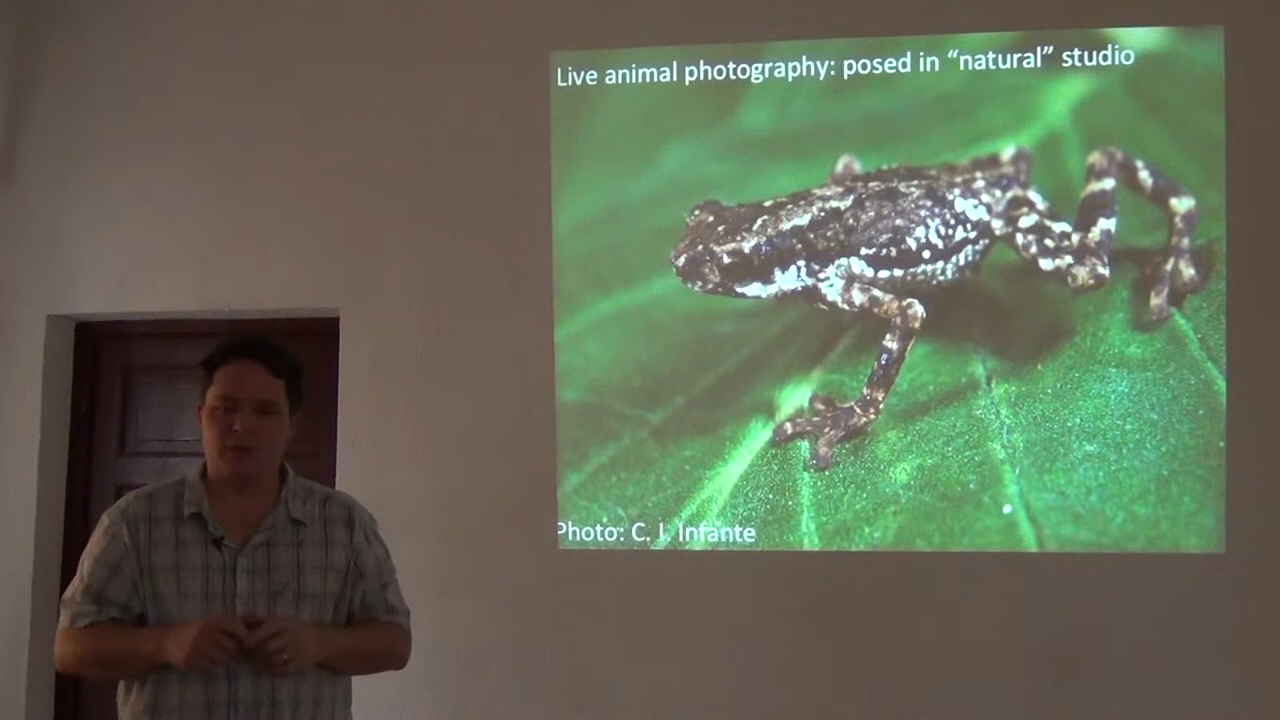 Live animal photography: posed in “natural” studio
Photo: C. I. Infante